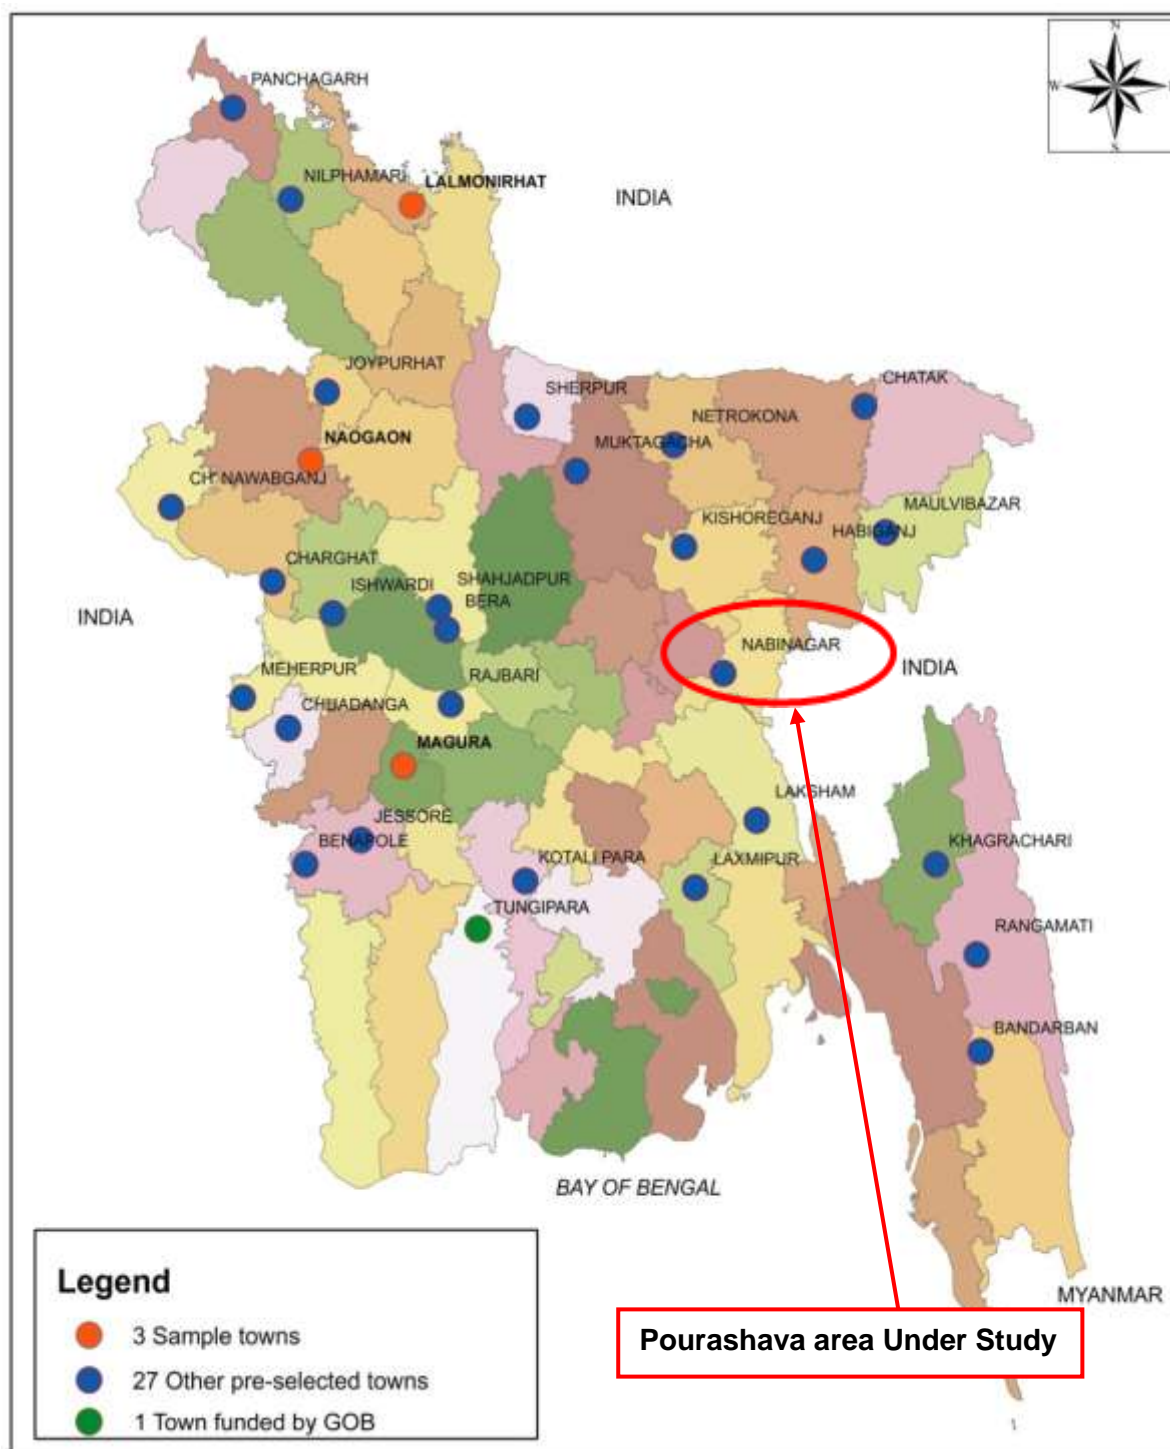 N
W
S
PANCHAGARH
NILPHAMARI
LALMONIRHAT
INDIA
JOYPURHAT
SHERPUR
CHATAK
NETROKONA
NAOGAON
MUKTAGACHA
CH' NAWABGANJ
MAULVIBAZAR
KISHOREGANJ
HABIGANJ
CHARGHAT
ISHWARDI
SHAHJADPUR
BERA
INDIA
NABINAGAR
INDIA
MEHERPUR
RAJBARI
CHUADANGA
MAGURA
LAKSHAM
JESSORE
BENAPOLE
KOTALI PARA
LAXMIPUR
KHAGRACHARI
TUNGIPARA
RANGAMATI
BANDARBAN
BAY OF BENGAL
MYANMAR
Legend
3 Sample towns
27 Other pre-selected towns
1 Town funded by GOB
Pourashava area Under Study